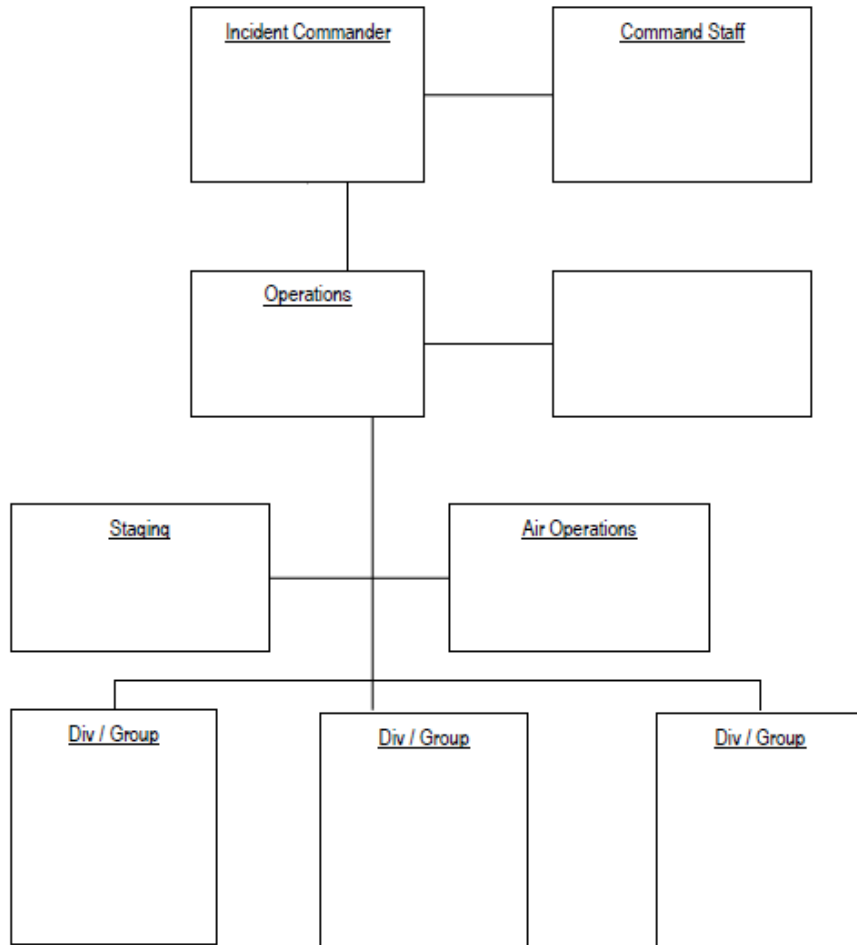 Incident Commander
Command Staff
Operations
Staging
Air Operations
Div / Group
Div / Group
Div / Group